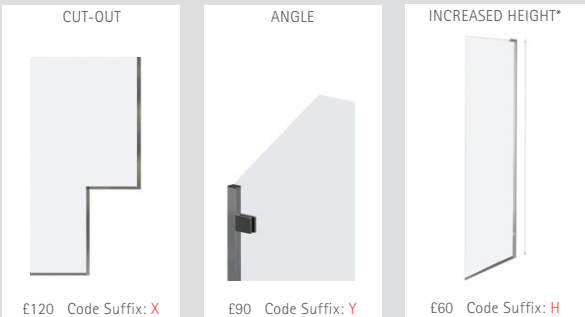 CUT-OUT
£120 Code Suffix: X
ANGLE
£90 Code Suffix: Y
INCREASED HEIGHT*
£60 Code Suffix: H